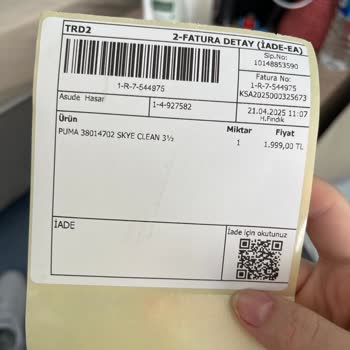 TRD2
2-FATURA DETAY (İADE-EA)
Sip.No:
10148853590
1-R-7-544975
Fatura No:
1-R-7-544975
KSA2025000325673
Asude Hasar
1-4-927582
21.04.2025 11:07
H.Fındık
Ürün Miktar Fiyat
PUMA 38014702 SKYE CLEAN 3½ 1 1.999,00 TL
İADE
İade için okutunuz